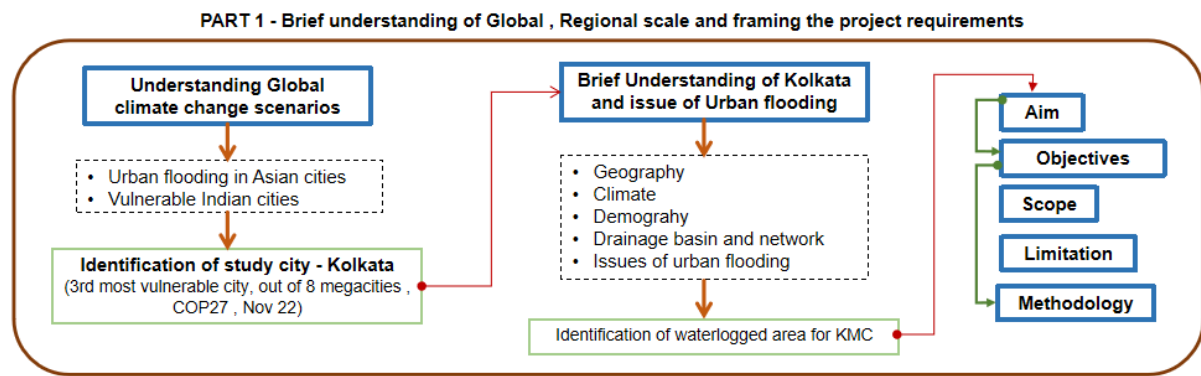 PART 1 - Brief understanding of Global , Regional scale and framing the project requirements
Understanding Global
climate change scenarios
• Urban flooding in Asian cities
• Vulnerable Indian cities
Identification of study city - Kolkata
(3rd most vulnerable city, out of 8 megacities ,
COP27 , Nov 22)
Brief Understanding of Kolkata
and issue of Urban flooding
• Geography
• Climate
• Demograhy
• Drainage basin and network
• Issues of urban flooding
Identification of waterlogged area for KMC
Aim
Objectives
Scope
Limitation
Methodology